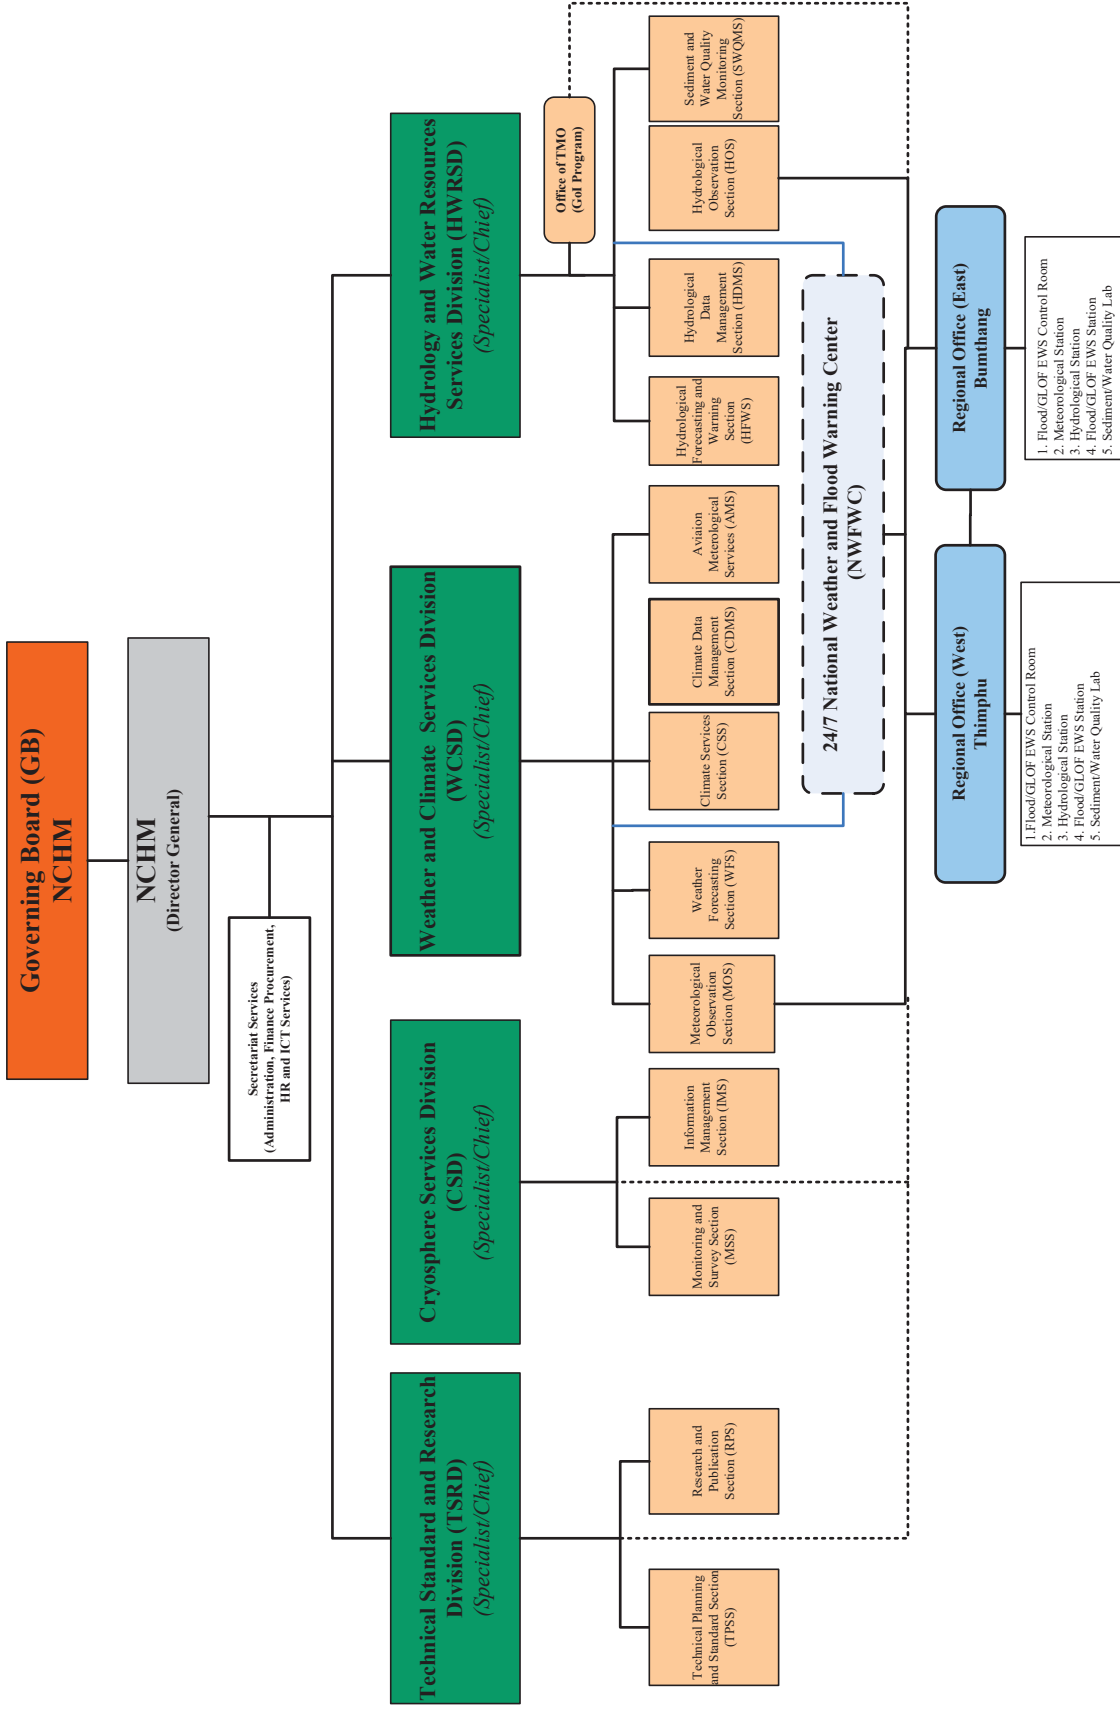 Governing Board (GB)
NCHM
NCHM
(Director General)
Secretariat Services
(Administration, Finance Procurement,
HR and ICT Services)
Technical Standard and Research
Division (TSRD)
(Specialist/Chief)
Cryosphere Services Division
(CSD)
(Specialist/Chief)
Weather and Climate Services Division
(WCSD)
(Specialist/Chief)
Hydrology and Water Resources
Services Division (HWRSD)
(Specialist/Chief)
Office of TMO
(GoI Program)
Technical Planning
and Standard Section
(TPSS)
Research and
Publication
Section (RPS)
Monitoring and
Survey Section
(MSS)
Information
Management
Section (IMS)
Meteorological
Observation
Section (MOS)
Weather
Forecasting
Section (WFS)
Climate Services
Section (CSS)
Climate Data
Management
Section (CDMS)
Aviaion
Meterological
Services (AMS)
Hydrological
Forecasting and
Warning
Section
(HFWS)
Hydrological
Data
Management
Section (HDMS)
Hydrological
Observation
Section (HOS)
Sediment and
Water Quality
Monitoring
Section (SWQMS)
24/7 National Weather and Flood Warning Center
(NWFWC)
Regional Office (West)
Thimphu
Regional Office (East)
Bumthang
1.Flood/GLOF EWS Control Room
2. Meteorological Station
3. Hydrological Station
4. Flood/GLOF EWS Station
5. Sediment/Water Quality Lab
1. Flood/GLOF EWS Control Room
2. Meteorological Station
3. Hydrological Station
4. Flood/GLOF EWS Station
5. Sediment/Water Quality Lab